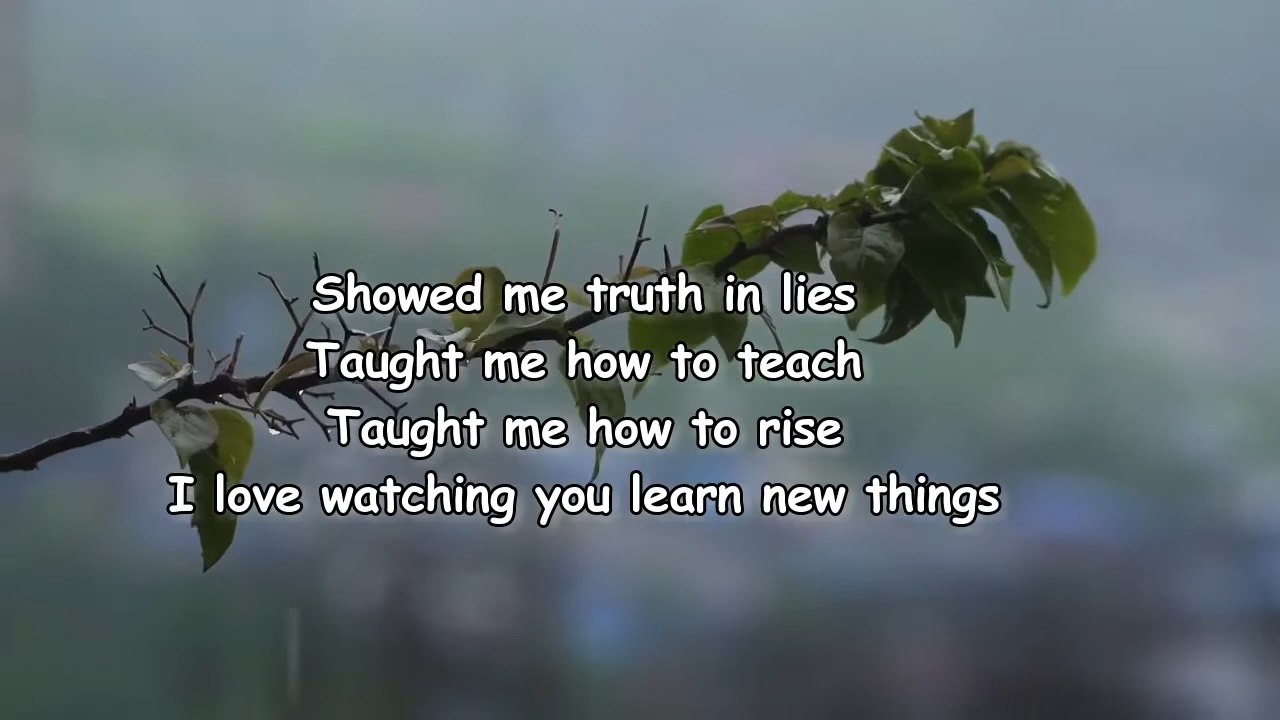 Showed me truth in lies
Taught me how to teach
Taught me how to rise
I love watching you learn new things